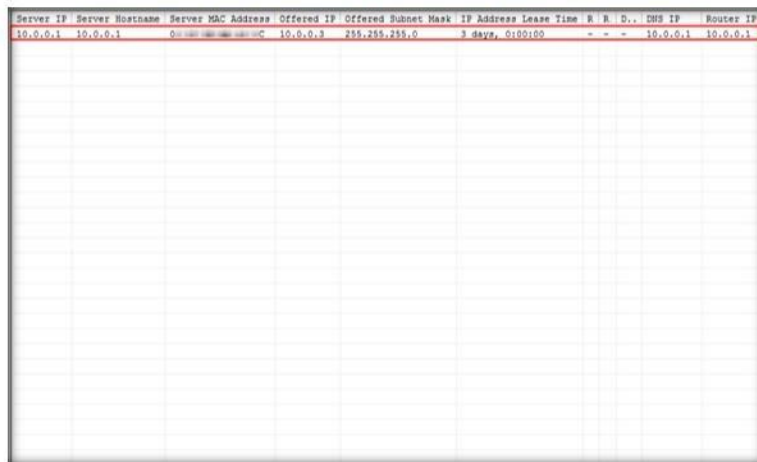 Server IP Server Hostname Server MAC Address Offered IP Offered Subnet Mask IP Address Lease Time R R D.. DNS IP Router IP
10.0.0.1 10.0.0.1 10.0.0.3 255.255.255.0 3 days, 0:00:00 - - - 10.0.0.1 10.0.0.1